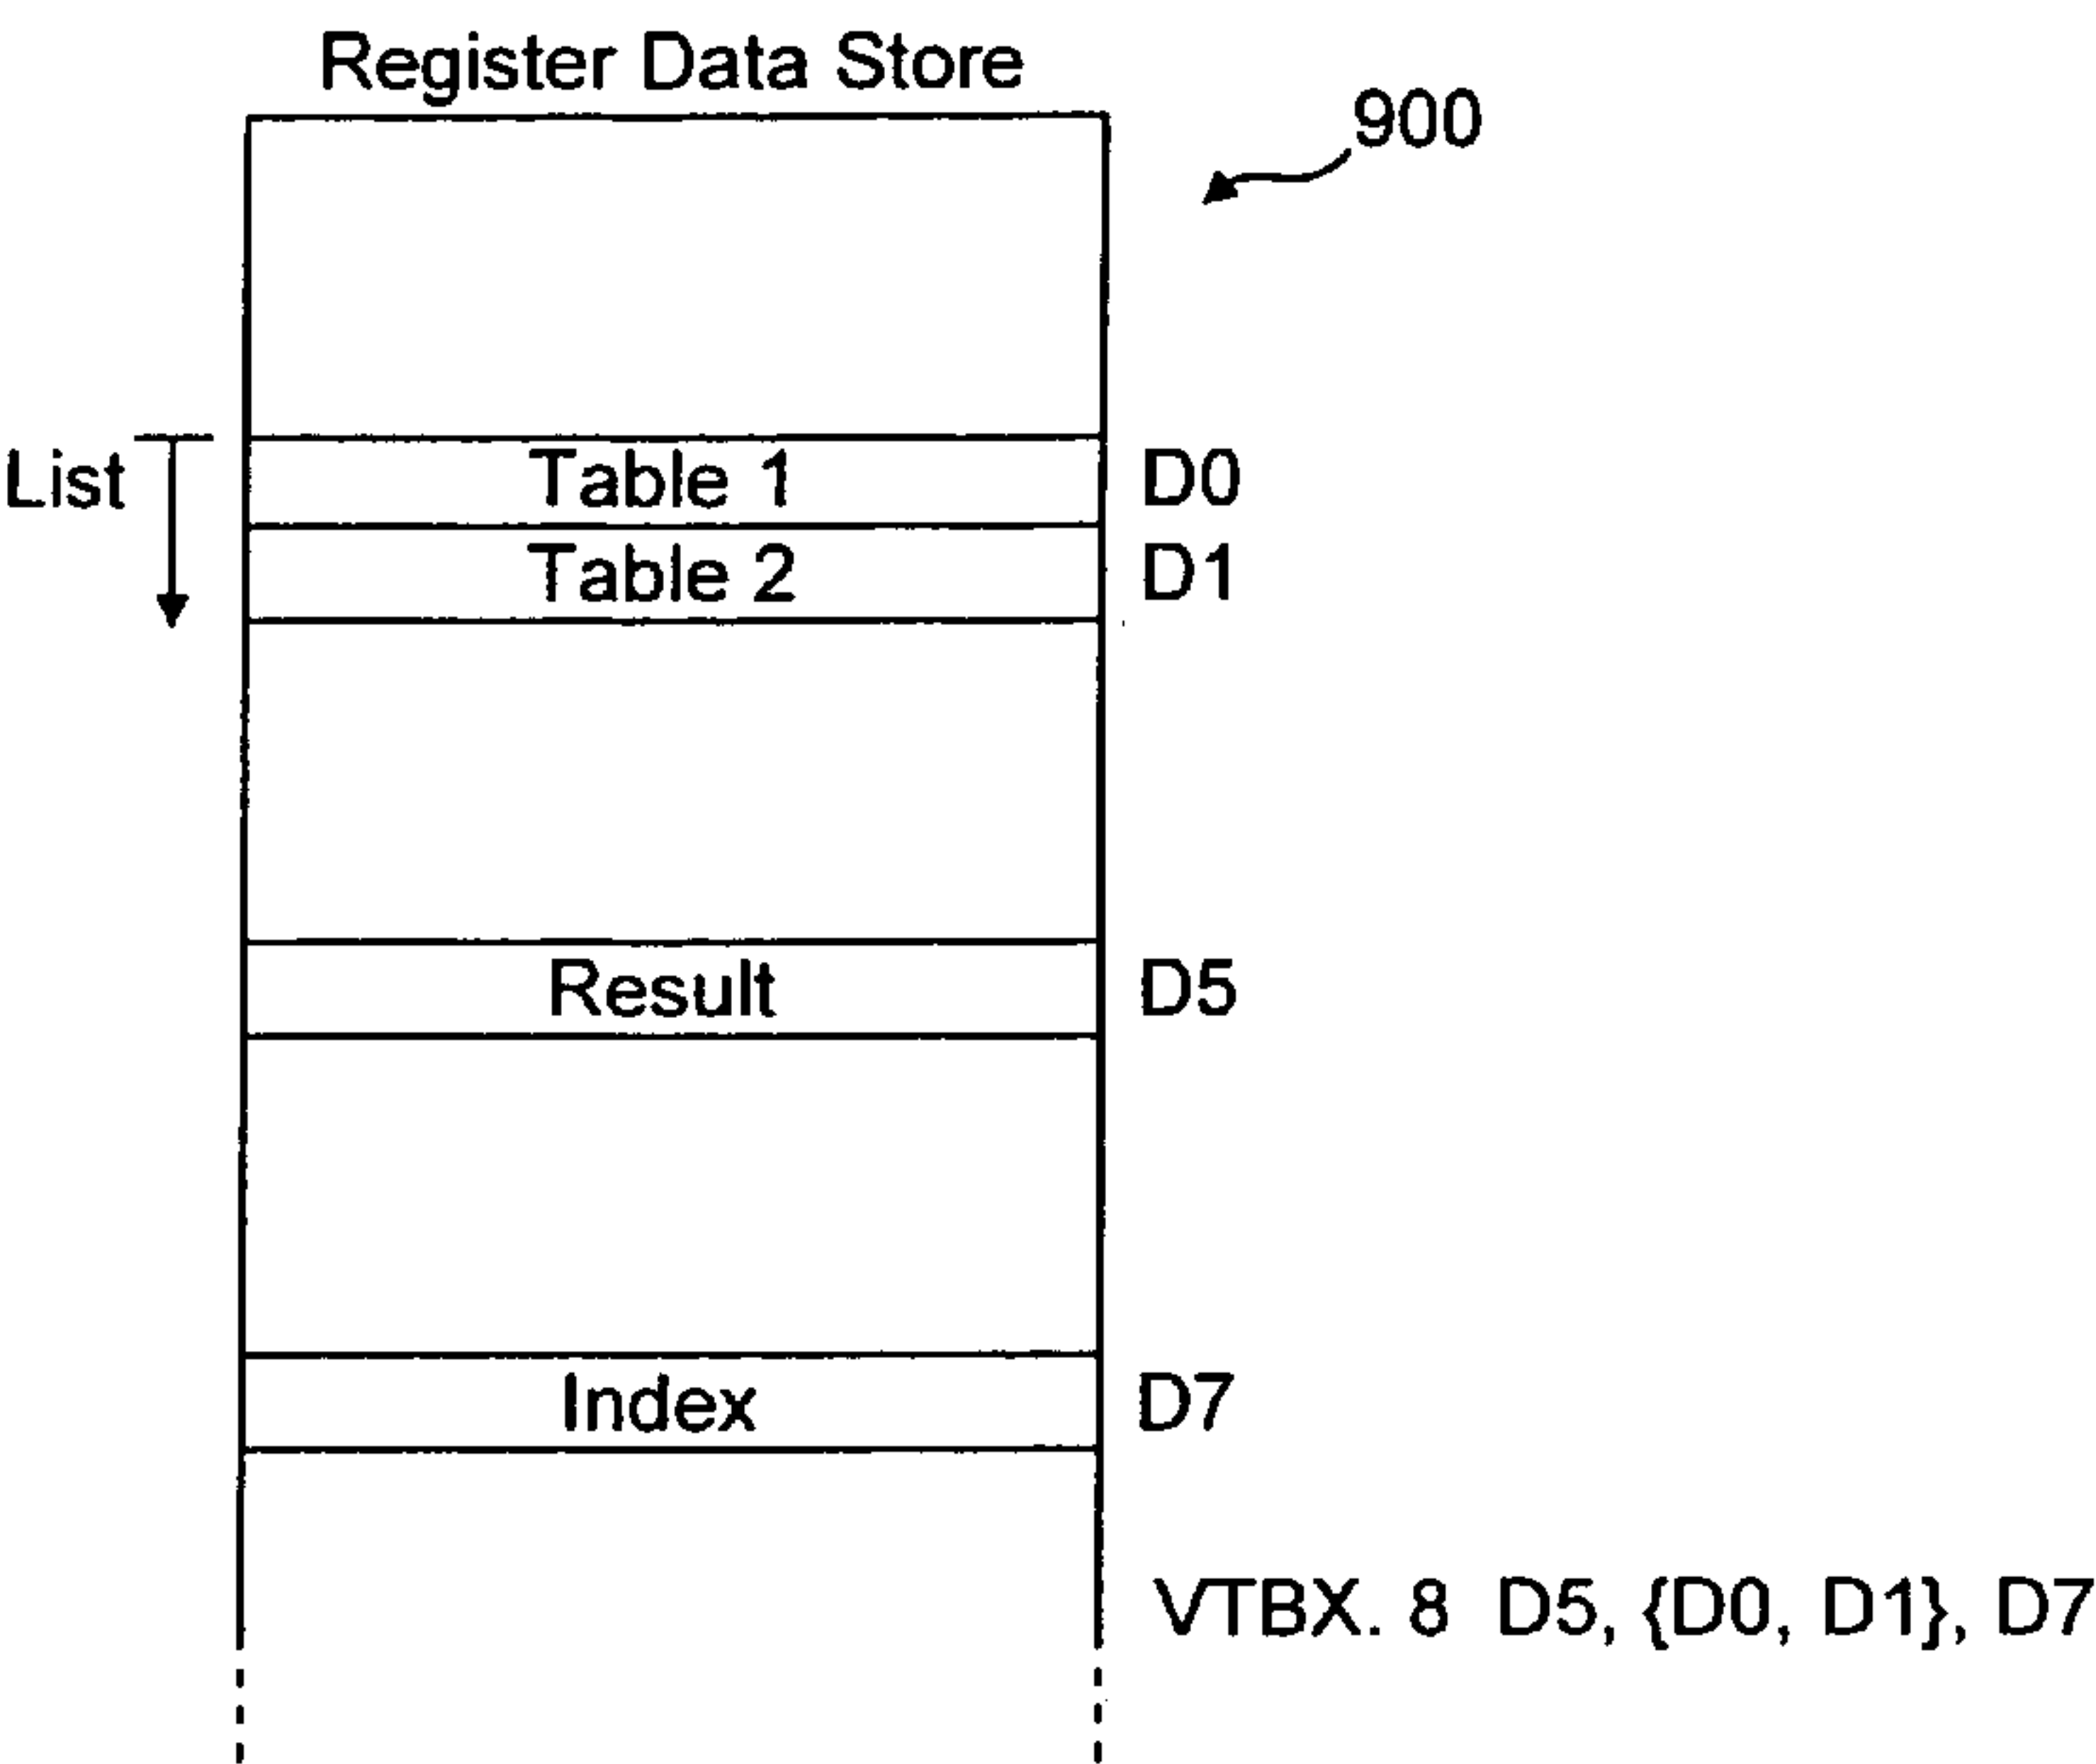 Register Data Store
900
Table 1 D0
List
Table 2 D1
Result D5
Index D7
VTBX. 8 D5, {D0, D1}, D7